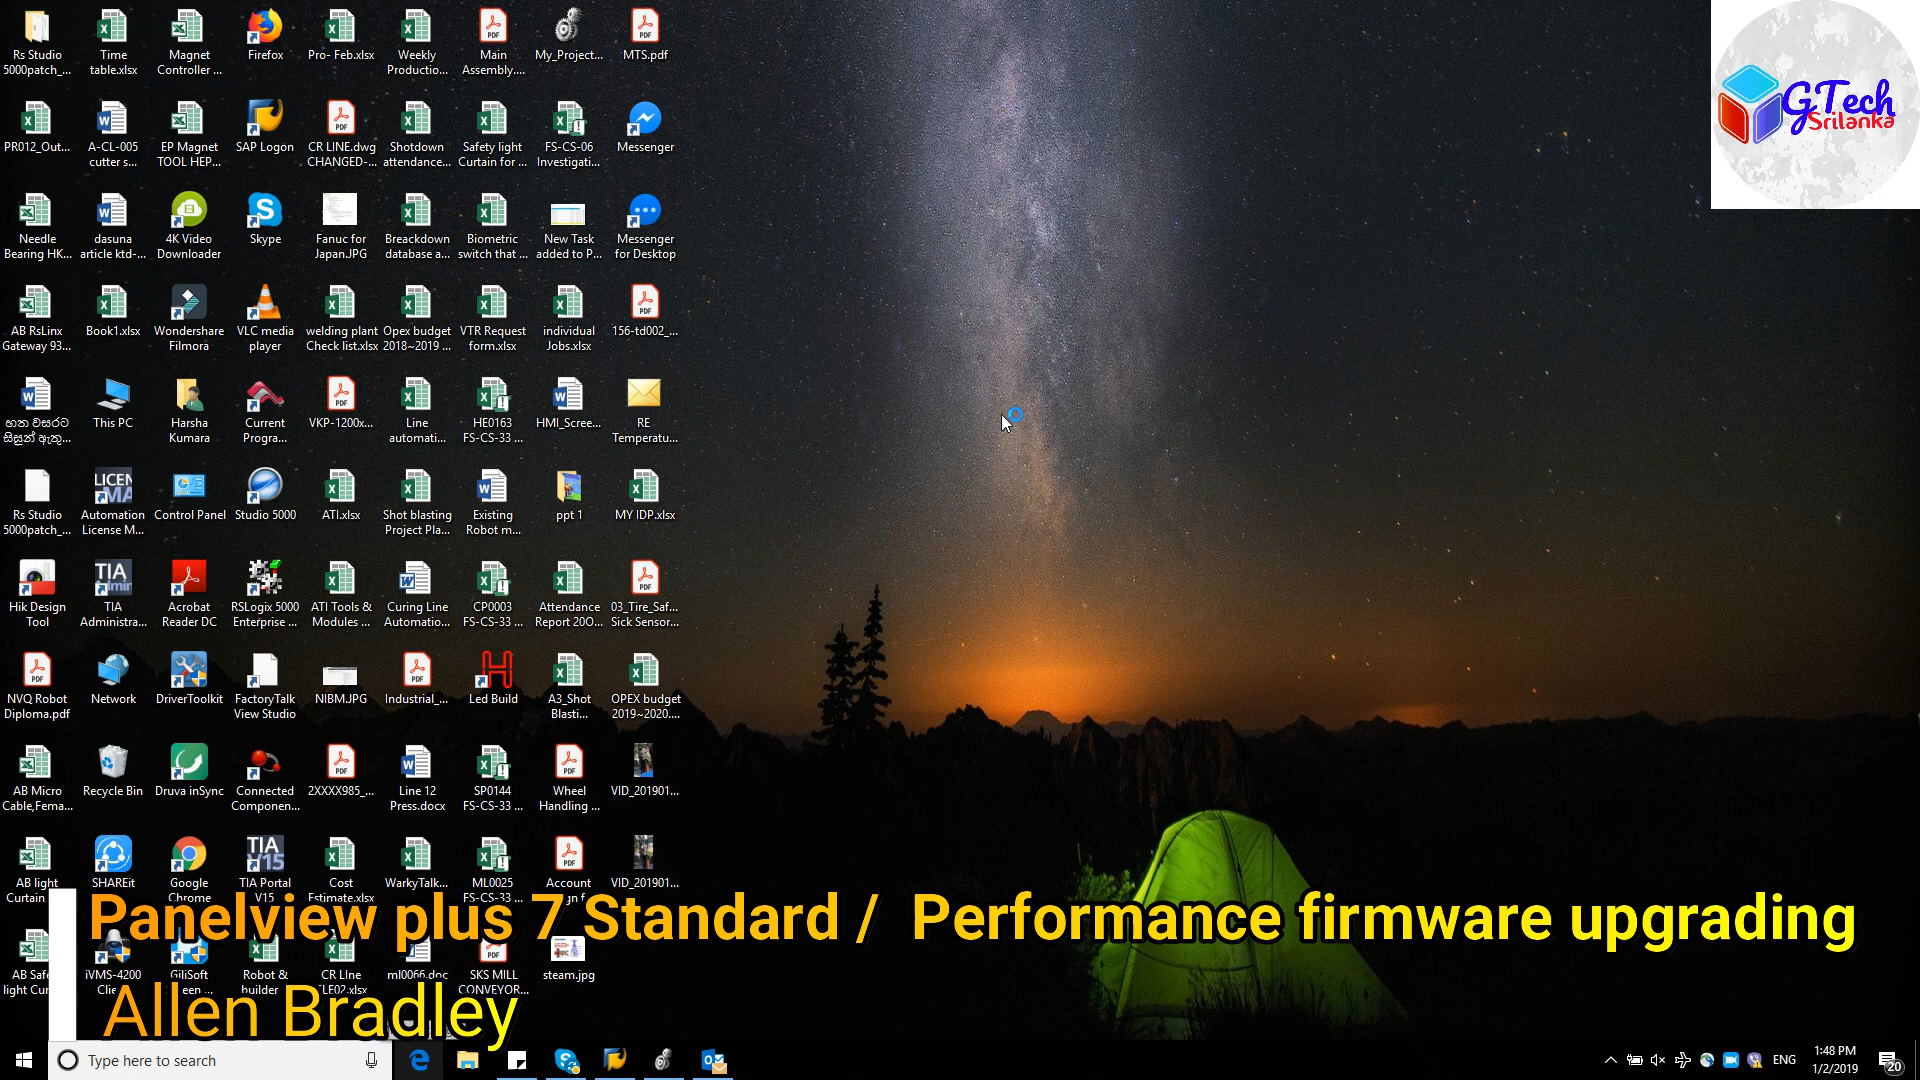 Rs Studio
5000patch_...
Time
table.xlsx
Magnet
Controller ...
Firefox
Pro- Feb.xlsx
Weekly
Productio...
Main
Assembly....
My_Project...
MTS.pdf
GTech
Srilanka
PR012_Out...
A-CL-005
cutter s...
EP Magnet
TOOL HEP...
SAP Logon
CR LINE.dwg
CHANGED-...
Shotdown
attendance...
Safety light
Curtain for ...
FS-CS-06
Investigati...
Messenger
Needle
Bearing HK...
dasuna
article ktd-...
4K Video
Downloader
Skype
Fanuc for
Japan.JPG
Breackdown
database a...
Biometric
switch that ...
New Task
added to P...
Messenger
for Desktop
AB RsLinx
Gateway 93...
Book1.xlsx
Wondershare
Filmora
VLC media
player
welding plant
Check list.xlsx
Opex budget
2018~2019 ...
VTR Request
form.xlsx
individual
Jobs.xlsx
156-td002_...
හත වසරට
සිසුන් ඇතු...
This PC
Harsha
Kumara
Current
Progra...
VKP-1200x...
Line
automati...
HE0163
FS-CS-33 ...
HMI_Scree...
RE
Temperatu...
Rs Studio
5000patch_...
Automation
License M...
Control Panel
Studio 5000
ATI.xlsx
Shot blasting
Project Pla...
Existing
Robot m...
ppt 1
MY IDP.xlsx
Hik Design
Tool
TIA
Administra...
Acrobat
Reader DC
RSLogix 5000
Enterprise ...
ATI Tools &
Modules ...
Curing Line
Automatio...
CP0003
FS-CS-33 ...
Attendance
Report 20O...
03_Tire_Saf...
Sick Sensor...
NVQ Robot
Diploma.pdf
Network
DriverToolkit
FactoryTalk
View Studio
NIBM.JPG
Industrial_...
Led Build
A3_Shot
Blasti...
OPEX budget
2019~2020....
AB Micro
Cable,Fema...
Recycle Bin
Druva inSync
Connected
Componen...
2XXXX985_...
Line 12
Press.docx
SP0144
FS-CS-33 ...
Wheel
Handling ...
VID_201901...
AB light
Curtain
SHAREit
Google
Chrome
TIA Portal
V15
Cost
Estimate.xlsx
WarkyTalk...
ML0025
FS-CS-33 ...
Account
VID_201901...
Panelview plus 7 Standard / Performance firmware upgrading
AB Safe
light Cur
iVMS-4200
Clie
GiliSoft
Robot &
builder
CR LIne
ml0066.doc
SKS MILL
CONVEYOR...
steam.jpg
Allen Bradley
Type here to search
ENG
1:48 PM
1/2/2019
20